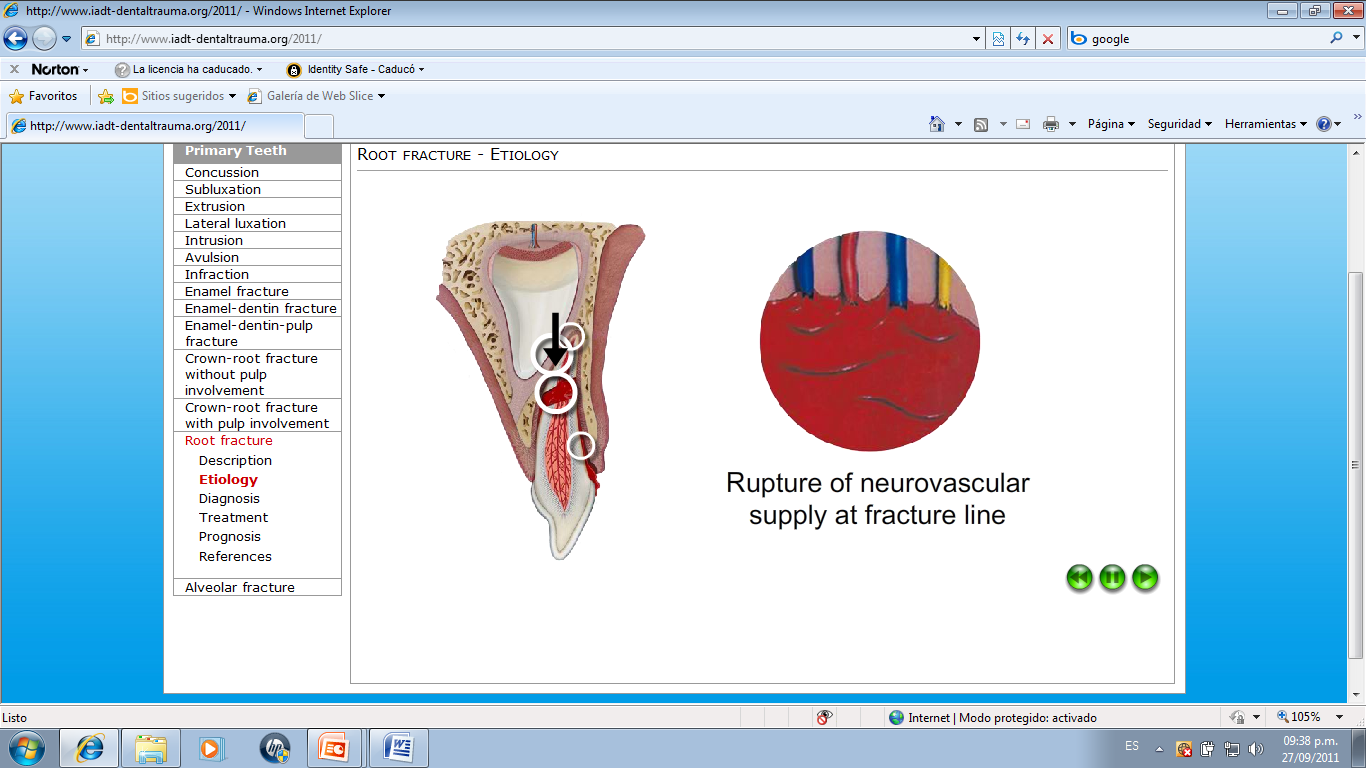 http://www.iadt-dentaltrauma.org/2011/ - Windows Internet Explorer
http://www.iadt-dentaltrauma.org/2011/
google
Norton
La licencia ha caducado.
Identity Safe - Caducó
Favoritos
Sitios sugeridos
Galería de Web Slice
http://www.iadt-dentaltrauma.org/2011/
Página
Seguridad
Herramientas
Primary Teeth
Concussion
Subluxation
Extrusion
Lateral luxation
Intrusion
Avulsion
Infraction
Enamel fracture
Enamel-dentin fracture
Enamel-dentin-pulp
fracture
Crown-root fracture
without pulp
involvement
Crown-root fracture
with pulp involvement
Root fracture
Description
Etiology
Diagnosis
Treatment
Prognosis
References
Alveolar fracture
Root fracture - Etiology
Rupture of neurovascular
supply at fracture line
Listo
Internet | Modo protegido: activado
105%
ES
09:38 p.m.
27/09/2011